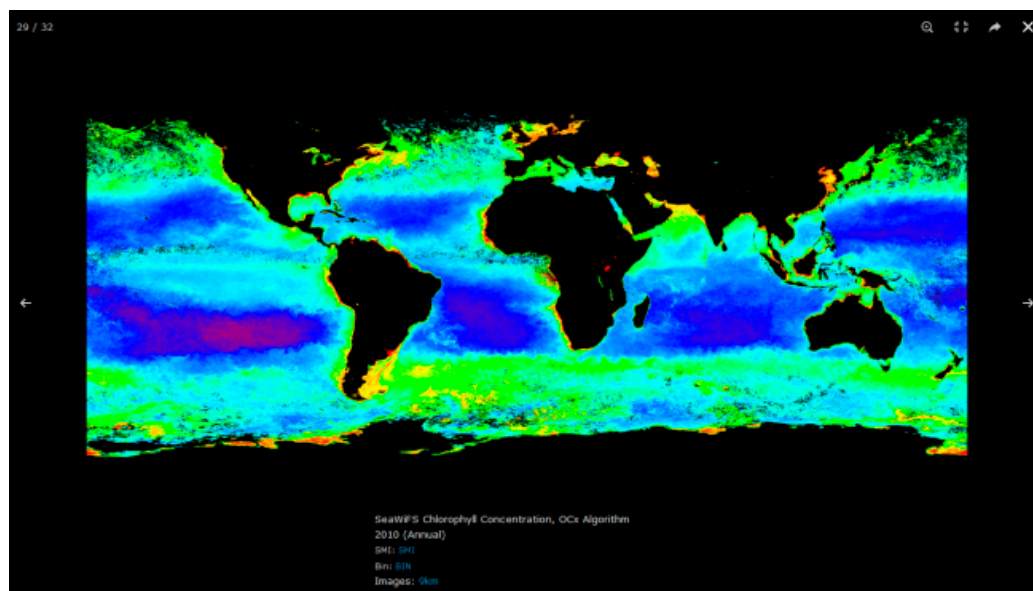 29 / 32
SeaWiFS Chlorophyll Concentration, OCx Algorithm
2010 (Annual)
SMI: SMI
Bin: BIN
Images: 9km